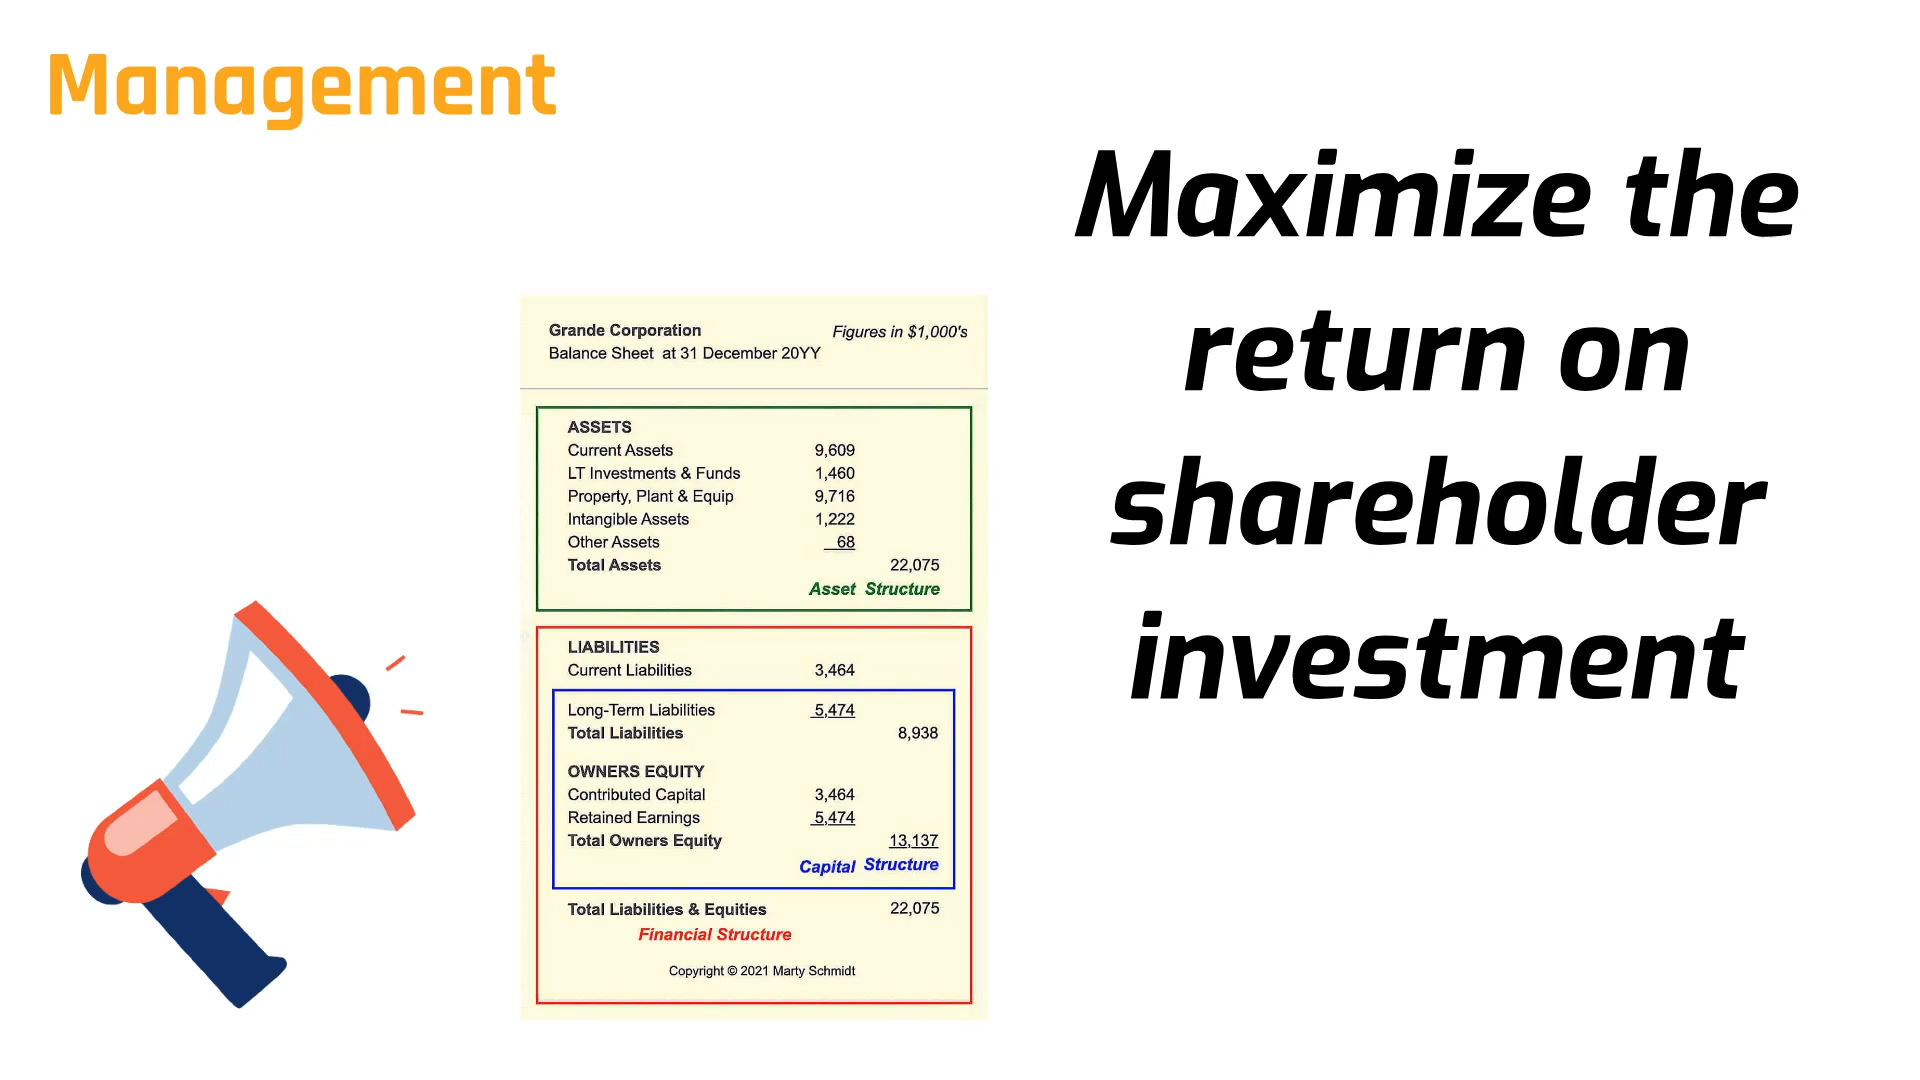 Management
Maximize the
return on
shareholder
investment
Grande Corporation Figures in $1,000's
Balance Sheet at 31 December 20YY
ASSETS
Current Assets 9,609
LT Investments & Funds 1,460
Property, Plant & Equip 9,716
Intangible Assets 1,222
Other Assets 68
Total Assets 22,075
Asset Structure
LIABILITIES
Current Liabilities 3,464
Long-Term Liabilities 5,474
Total Liabilities 8,938
OWNERS EQUITY
Contributed Capital 3,464
Retained Earnings 5,474
Total Owners Equity 13,137
Capital Structure
Total Liabilities & Equities 22,075
Financial Structure
Copyright © 2021 Marty Schmidt